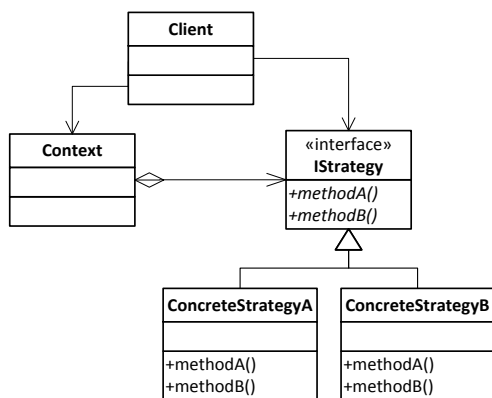 Client
Context
«interface»
IStrategy
+methodA()
+methodB()
ConcreteStrategyA
ConcreteStrategyB
+methodA()
+methodB()
+methodA()
+methodB()